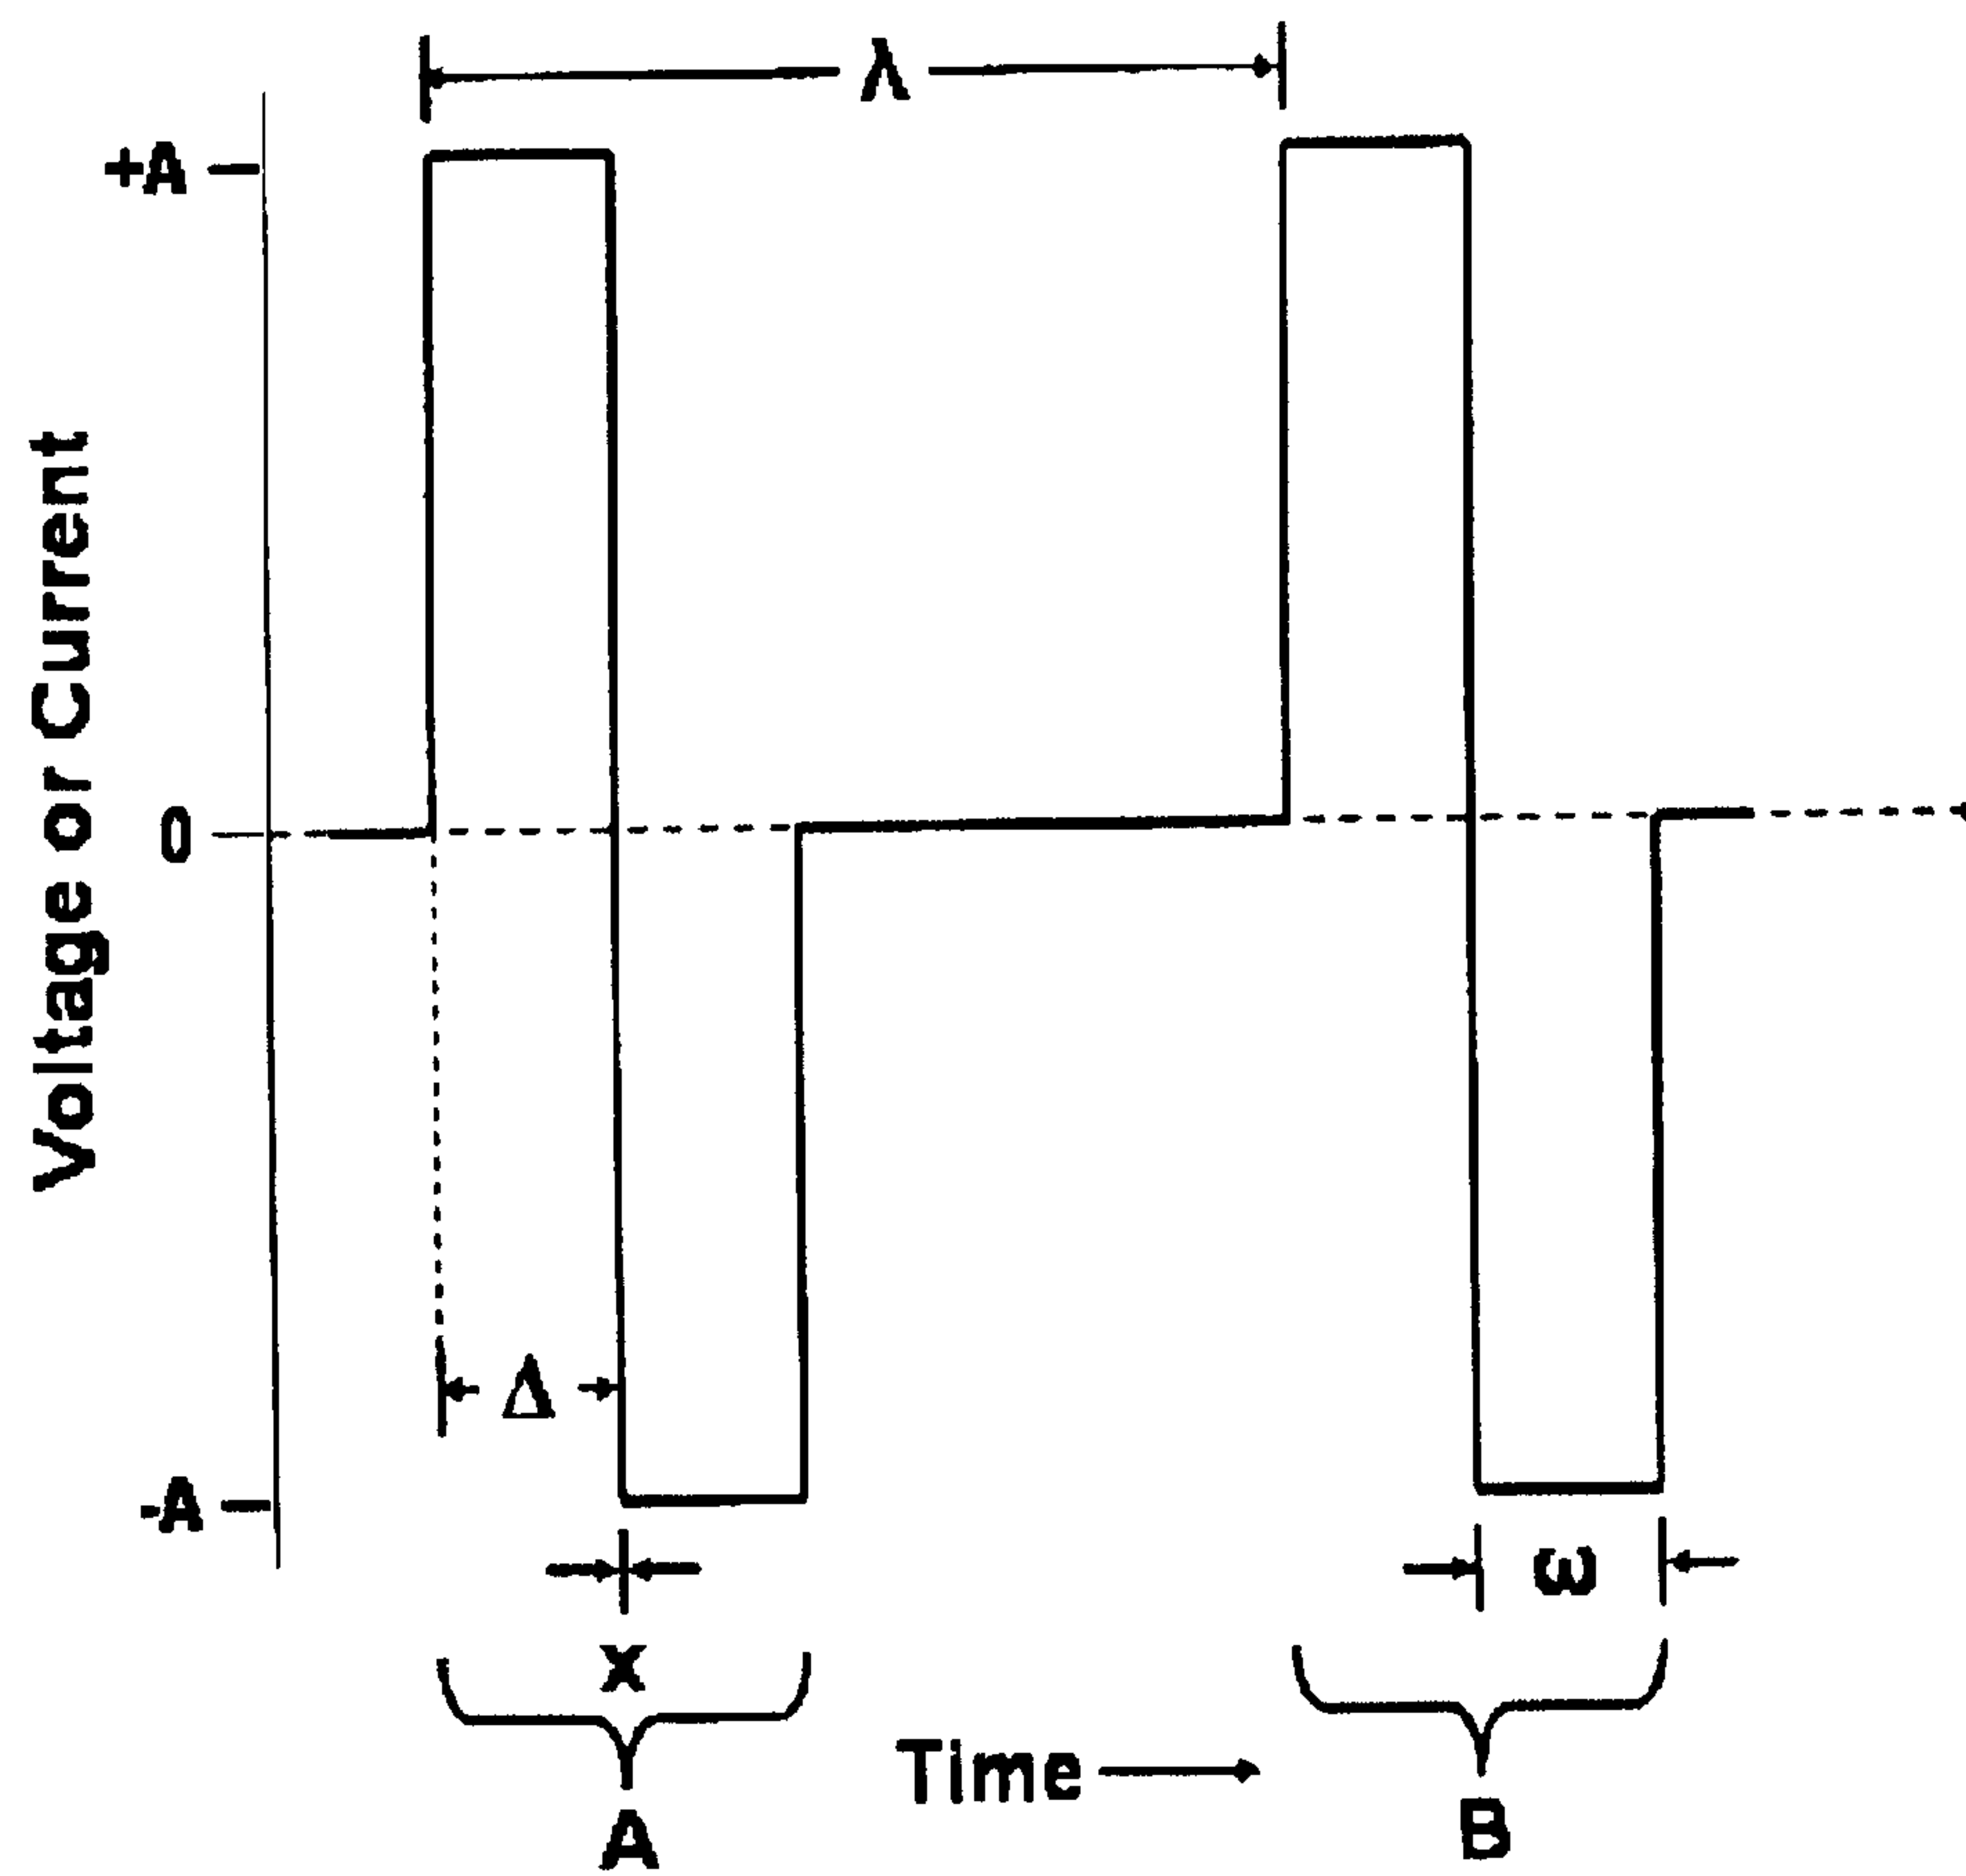 λ
+A
Voltage or Current
0
Δ
-A
ω
x
Time
A
B